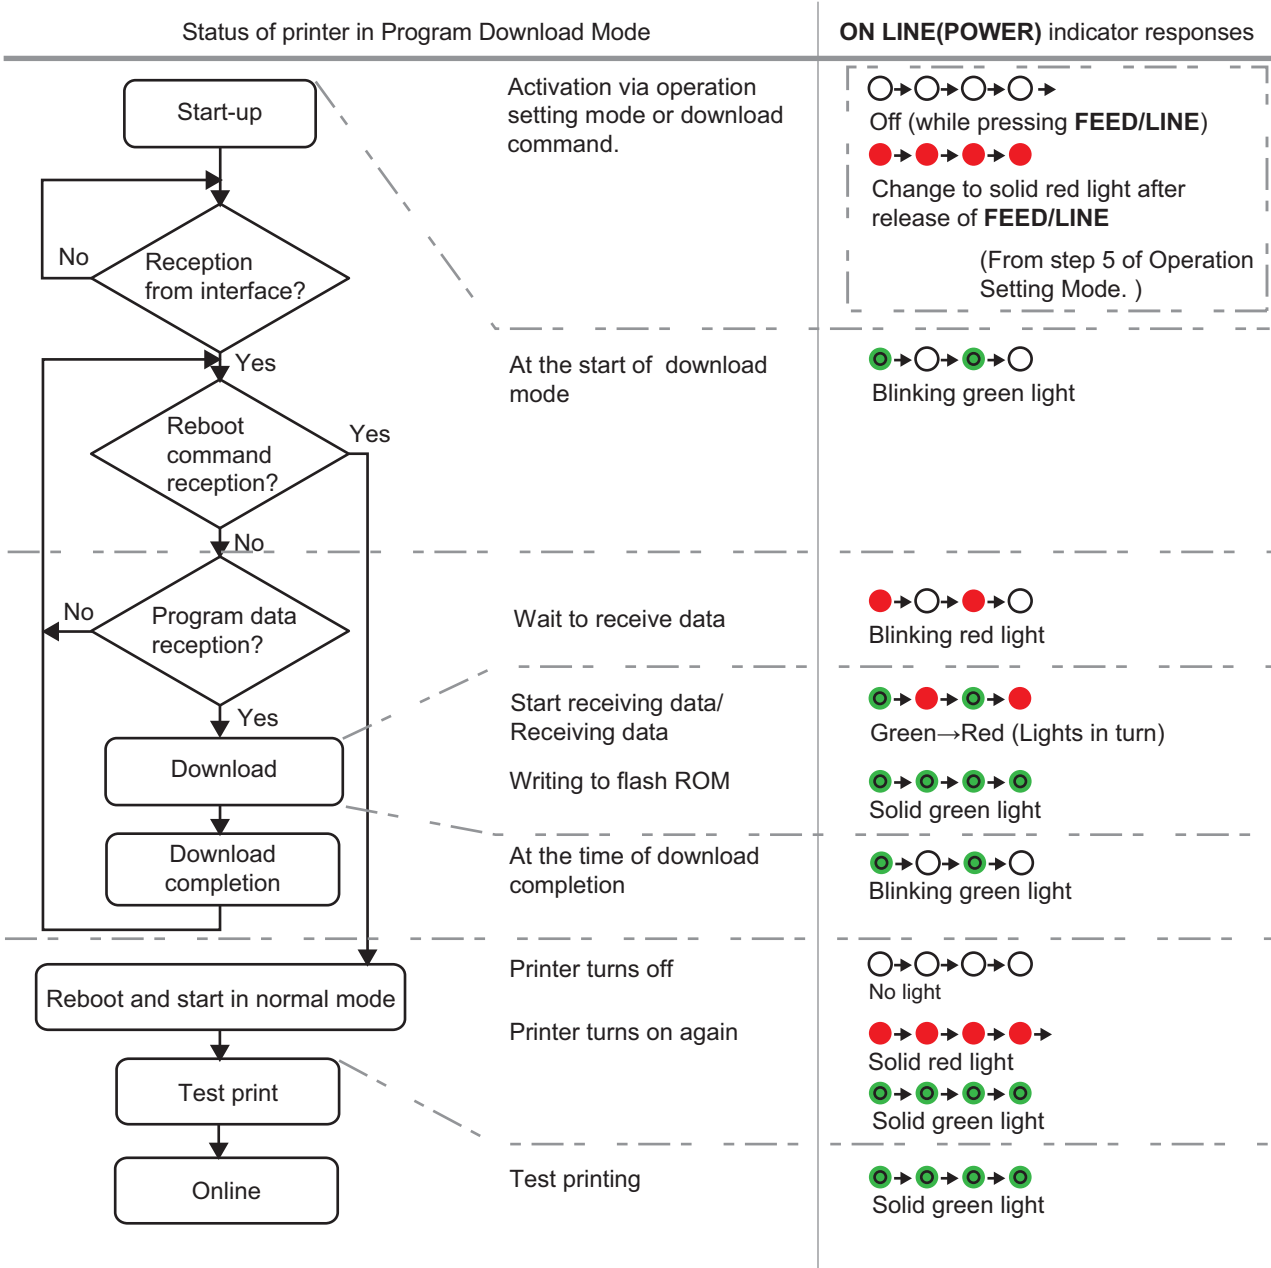 Status of printer in Program Download Mode
ON LINE(POWER) indicator responses
Start-up
Activation via operation
setting mode or download
command.
Off (while pressing FEED/LINE)
Change to solid red light after
release of FEED/LINE
(From step 5 of Operation
Setting Mode. )
No
Reception
from interface?
Yes
At the start of  download
mode
Blinking green light
Reboot
command
reception?
Yes
No
No
Program data
reception?
Wait to receive data
Blinking red light
Yes
Start receiving data/
Receiving data
Green→Red (Lights in turn)
Download
Writing to flash ROM
Solid green light
Download
completion
At the time of download
completion
Blinking green light
Reboot and start in normal mode
Printer turns off
No light
Printer turns on again
Solid red light
Solid green light
Test print
Test printing
Solid green light
Online